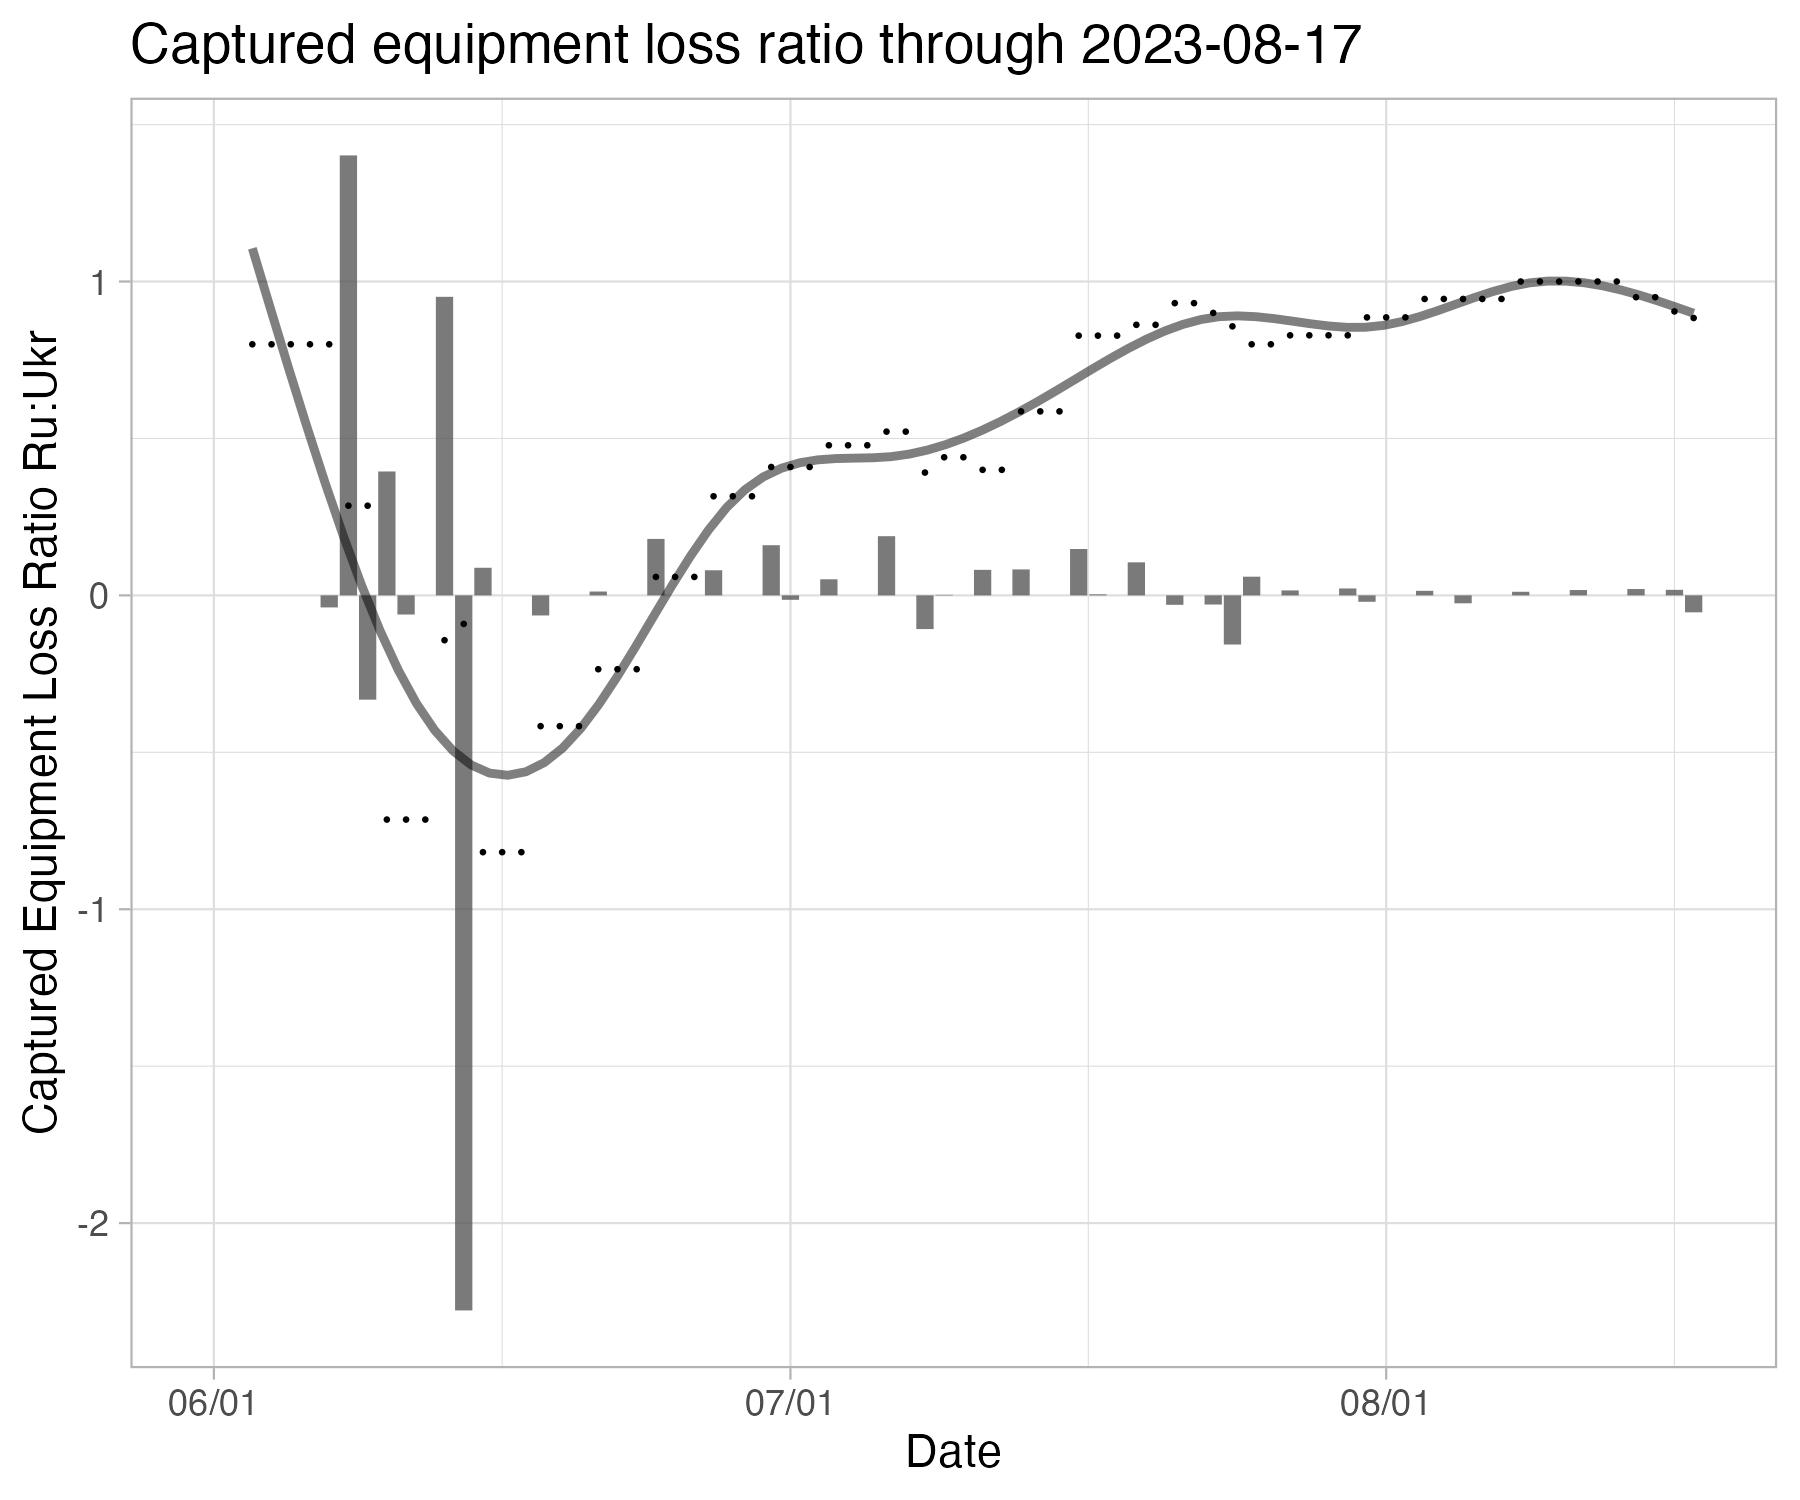 Captured equipment loss ratio through 2023-08-17
Captured Equipment Loss Ratio Ru:Ukr
1
0
-1
-2
06/01
07/01
08/01
Date